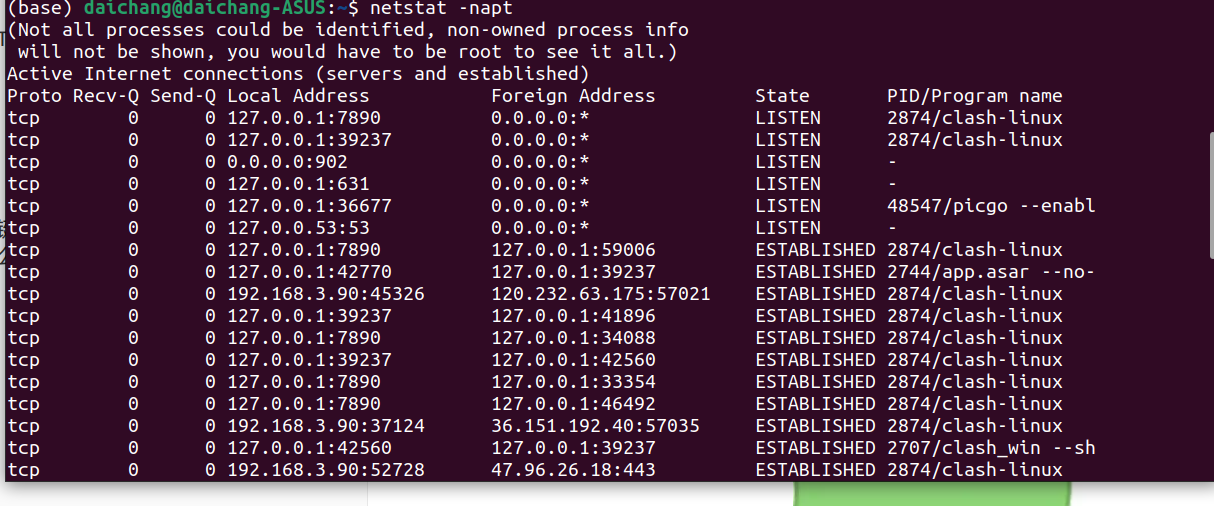 (base) daichang@daichang-ASUS:~$ netstat -napt
(Not all processes could be identified, non-owned process info
 will not be shown, you would have to be root to see it all.)
Active Internet connections (servers and established)
Proto Recv-Q Send-Q Local Address           Foreign Address         State       PID/Program name
tcp        0      0 127.0.0.1:7890          0.0.0.0:*               LISTEN      2874/clash-linux
tcp        0      0 127.0.0.1:39237         0.0.0.0:*               LISTEN      2874/clash-linux
tcp        0      0 0.0.0.0:902             0.0.0.0:*               LISTEN      -
tcp        0      0 127.0.0.1:631           0.0.0.0:*               LISTEN      -
tcp        0      0 127.0.0.1:36677         0.0.0.0:*               LISTEN      48547/picgo --enabl
tcp        0      0 127.0.0.53:53           0.0.0.0:*               LISTEN      -
tcp        0      0 127.0.0.1:7890          127.0.0.1:59006         ESTABLISHED 2874/clash-linux
tcp        0      0 127.0.0.1:42770         127.0.0.1:39237         ESTABLISHED 2744/app.asar --no-
tcp        0      0 192.168.3.90:45326      120.232.63.175:57021    ESTABLISHED 2874/clash-linux
tcp        0      0 127.0.0.1:39237         127.0.0.1:41896         ESTABLISHED 2874/clash-linux
tcp        0      0 127.0.0.1:7890          127.0.0.1:34088         ESTABLISHED 2874/clash-linux
tcp        0      0 127.0.0.1:39237         127.0.0.1:42560         ESTABLISHED 2874/clash-linux
tcp        0      0 127.0.0.1:7890          127.0.0.1:33354         ESTABLISHED 2874/clash-linux
tcp        0      0 127.0.0.1:7890          127.0.0.1:46492         ESTABLISHED 2874/clash-linux
tcp        0      0 192.168.3.90:37124      36.151.192.40:57035     ESTABLISHED 2874/clash-linux
tcp        0      0 127.0.0.1:42560         127.0.0.1:39237         ESTABLISHED 2707/clash_win --sh
tcp        0      0 192.168.3.90:52728      47.96.26.18:443         ESTABLISHED 2874/clash-linux